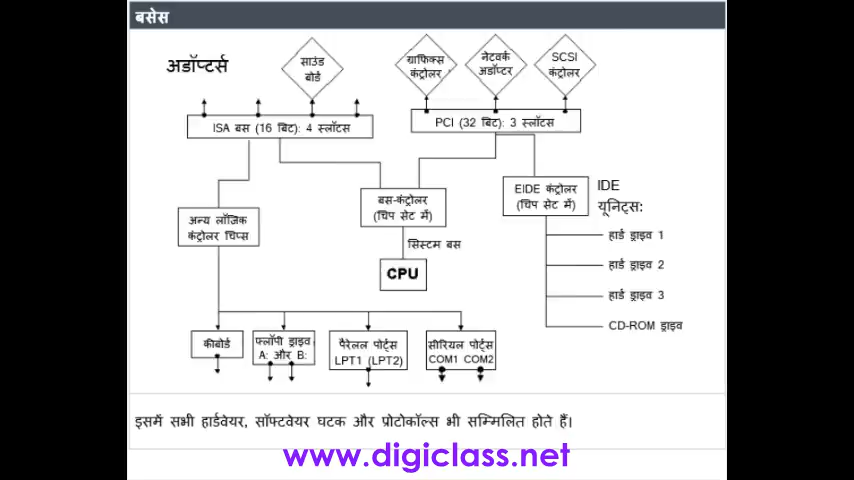 बसेस
अडॉप्टर्स
साउंड
बोर्ड
ग्राफिक्स
कंट्रोलर
नेटवर्क
अडॉप्टर
SCSI
कंट्रोलर
ISA बस (16 बिट): 4 स्लॉटस
PCI (32 बिट): 3 स्लॉटस
बस-कंट्रोलर
(चिप सेट में)
EIDE कंट्रोलर
(चिप सेट में)
IDE
यूनिट्स:
अन्य लॉजिक
कंट्रोलर चिप्स
सिस्टम बस
CPU
हार्ड ड्राइव 1
हार्ड ड्राइव 2
हार्ड ड्राइव 3
CD-ROM ड्राइव
कीबोर्ड
फ्लॉपी ड्राइव
A: और B:
पैरेलल पोर्ट्स
LPT1 (LPT2)
सीरियल पोर्ट्स
COM1 COM2
इसमें सभी हार्डवेयर, सॉफ्टवेयर घटक और प्रोटोकॉल्स भी सम्मिलित होते हैं।
www.digiclass.net